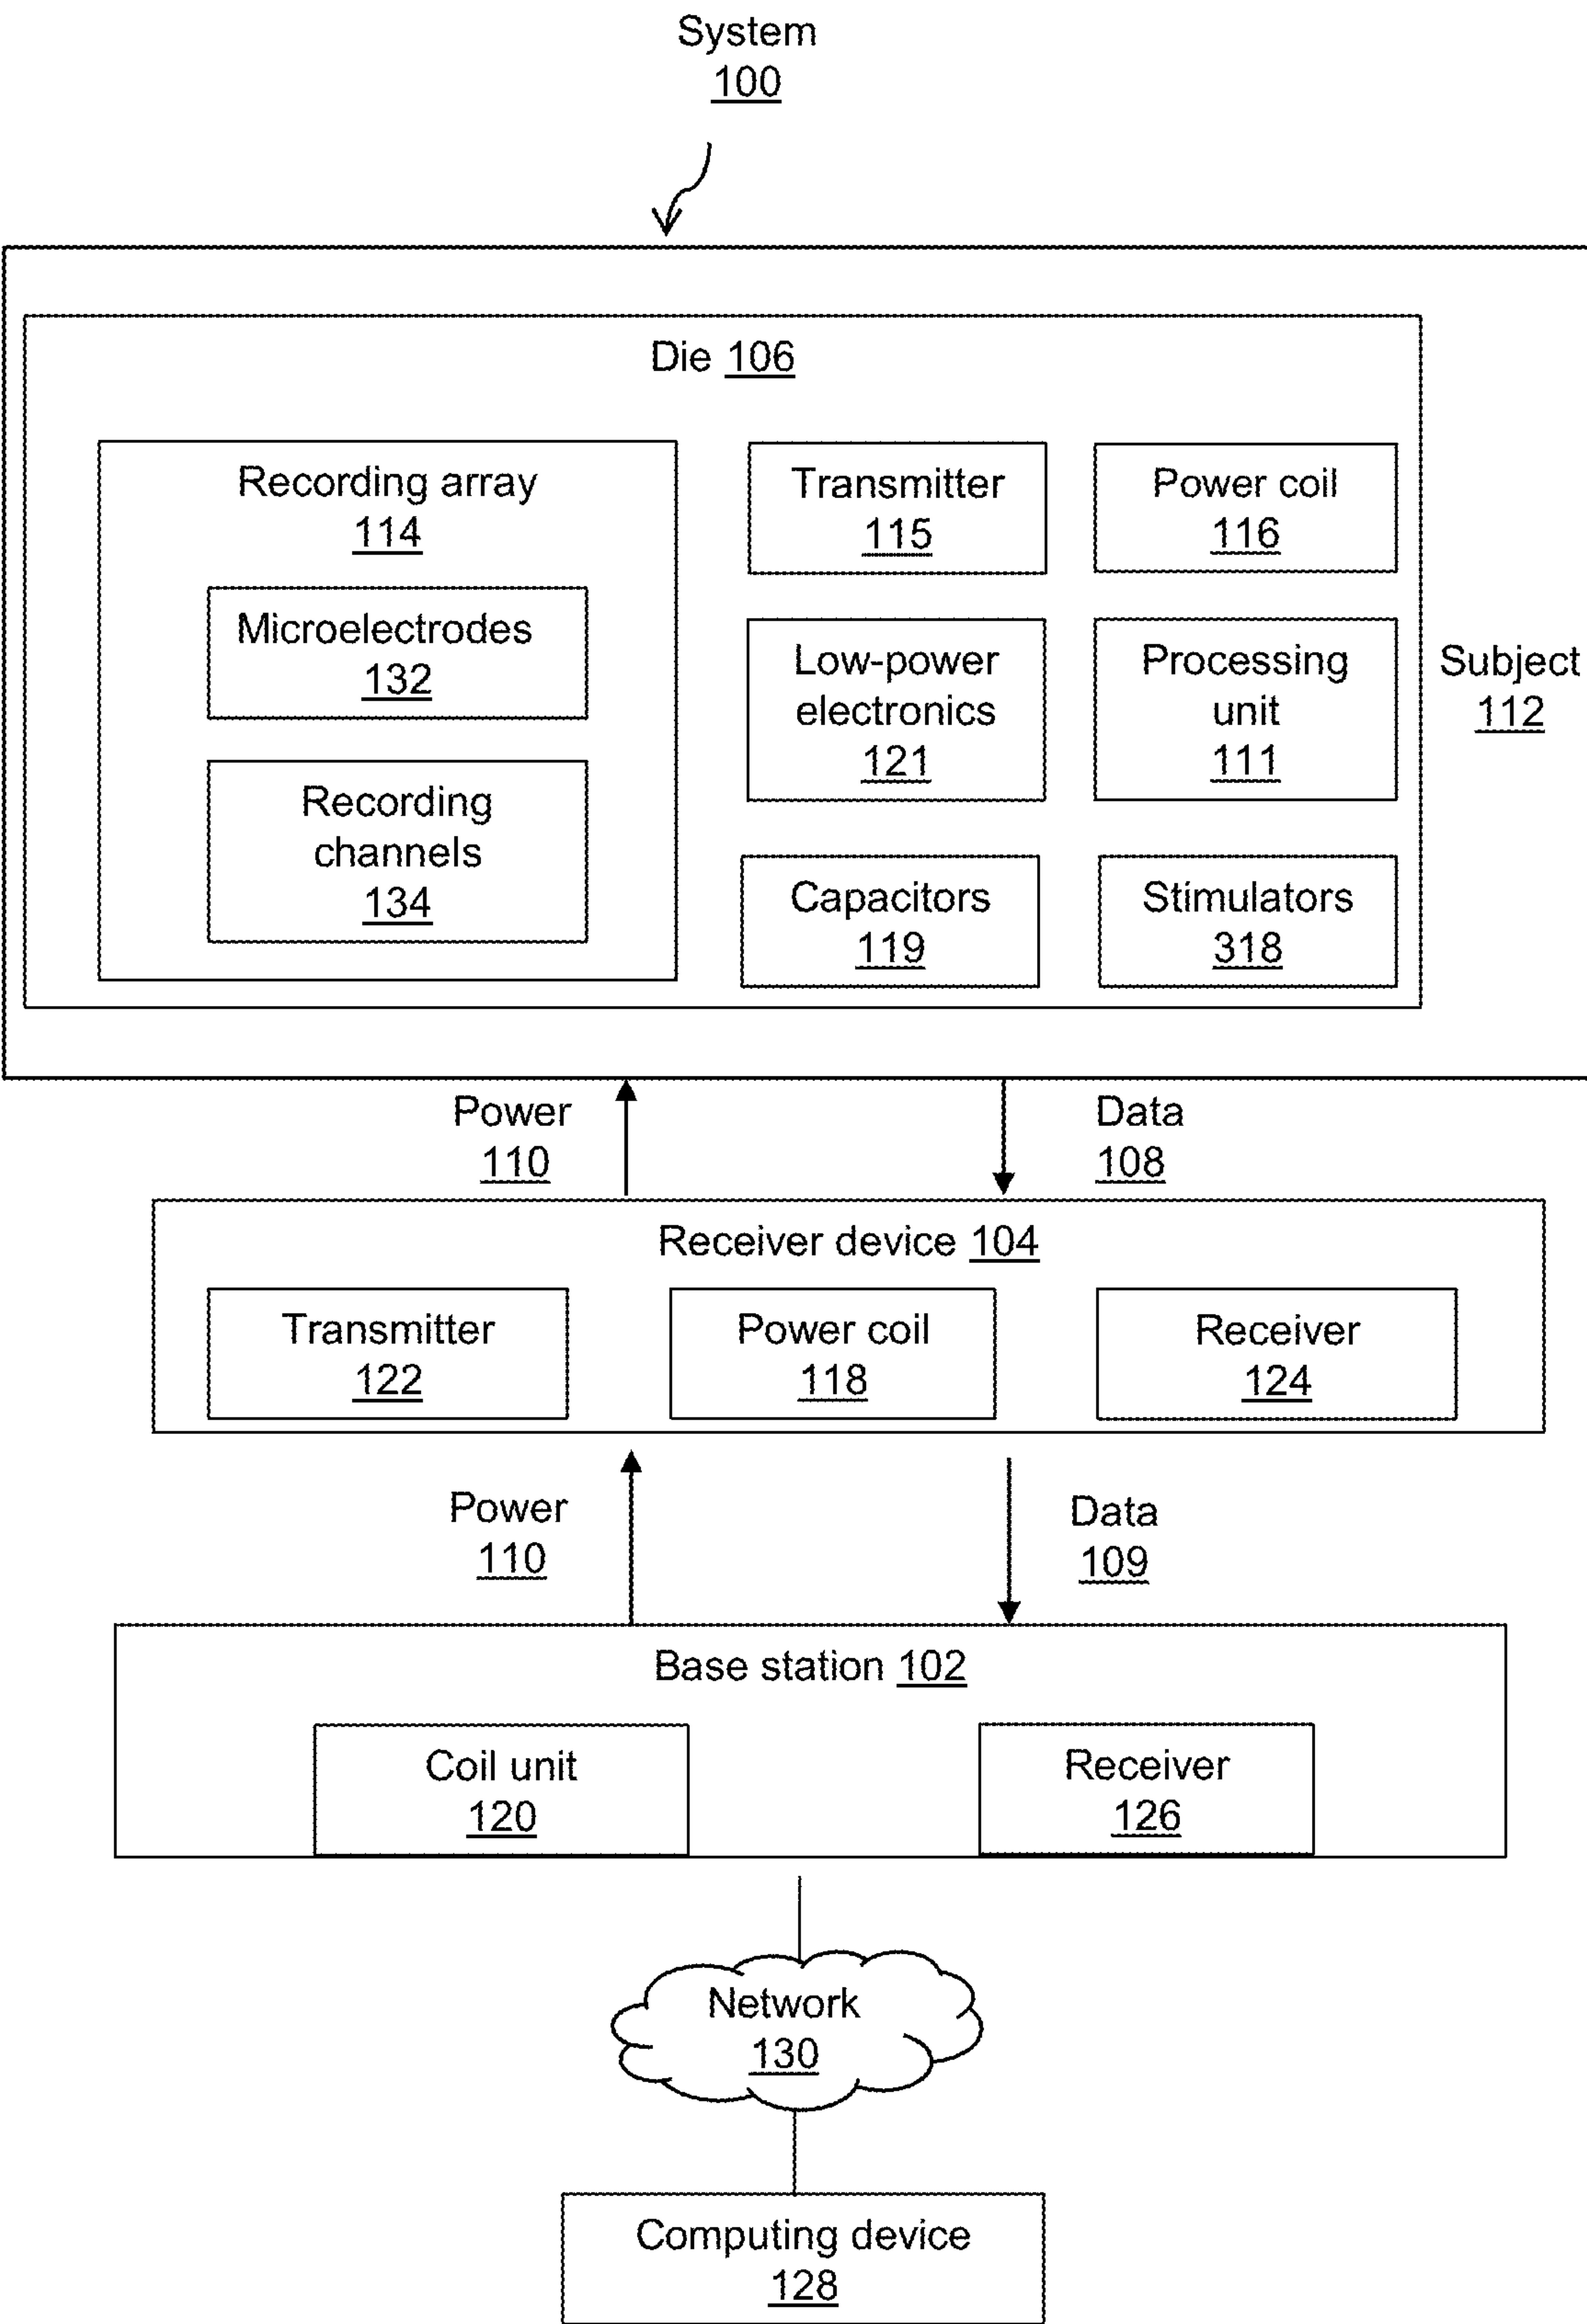 System
100
Die 106
Recording array
114
Microelectrodes
132
Recording
channels
134
Transmitter
115
Power coil
116
Low-power
electronics
121
Processing
unit
111
Capacitors
119
Stimulators
318
Subject
112
Power
110
Data
108
Receiver device 104
Transmitter
122
Power coil
118
Receiver
124
Power
110
Data
109
Base station 102
Coil unit
120
Receiver
126
Network
130
Computing device
128